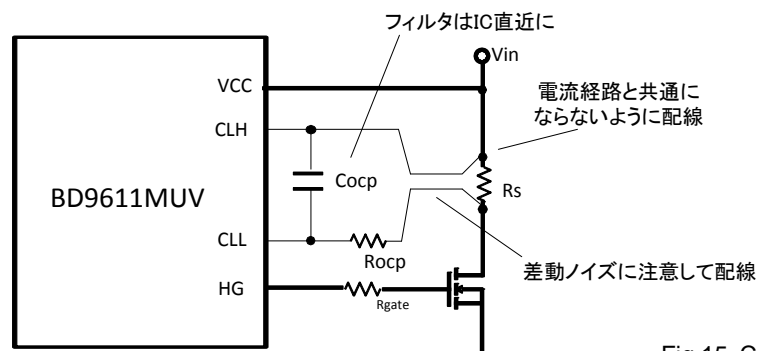 フィルタはIC直近に
Vin
VCC
電流経路と共通に
ならないように配線
CLH
Cocp
Rs
BD9611MUV
CLL
Rocp
差動ノイズに注意して配線
HG
Rgate